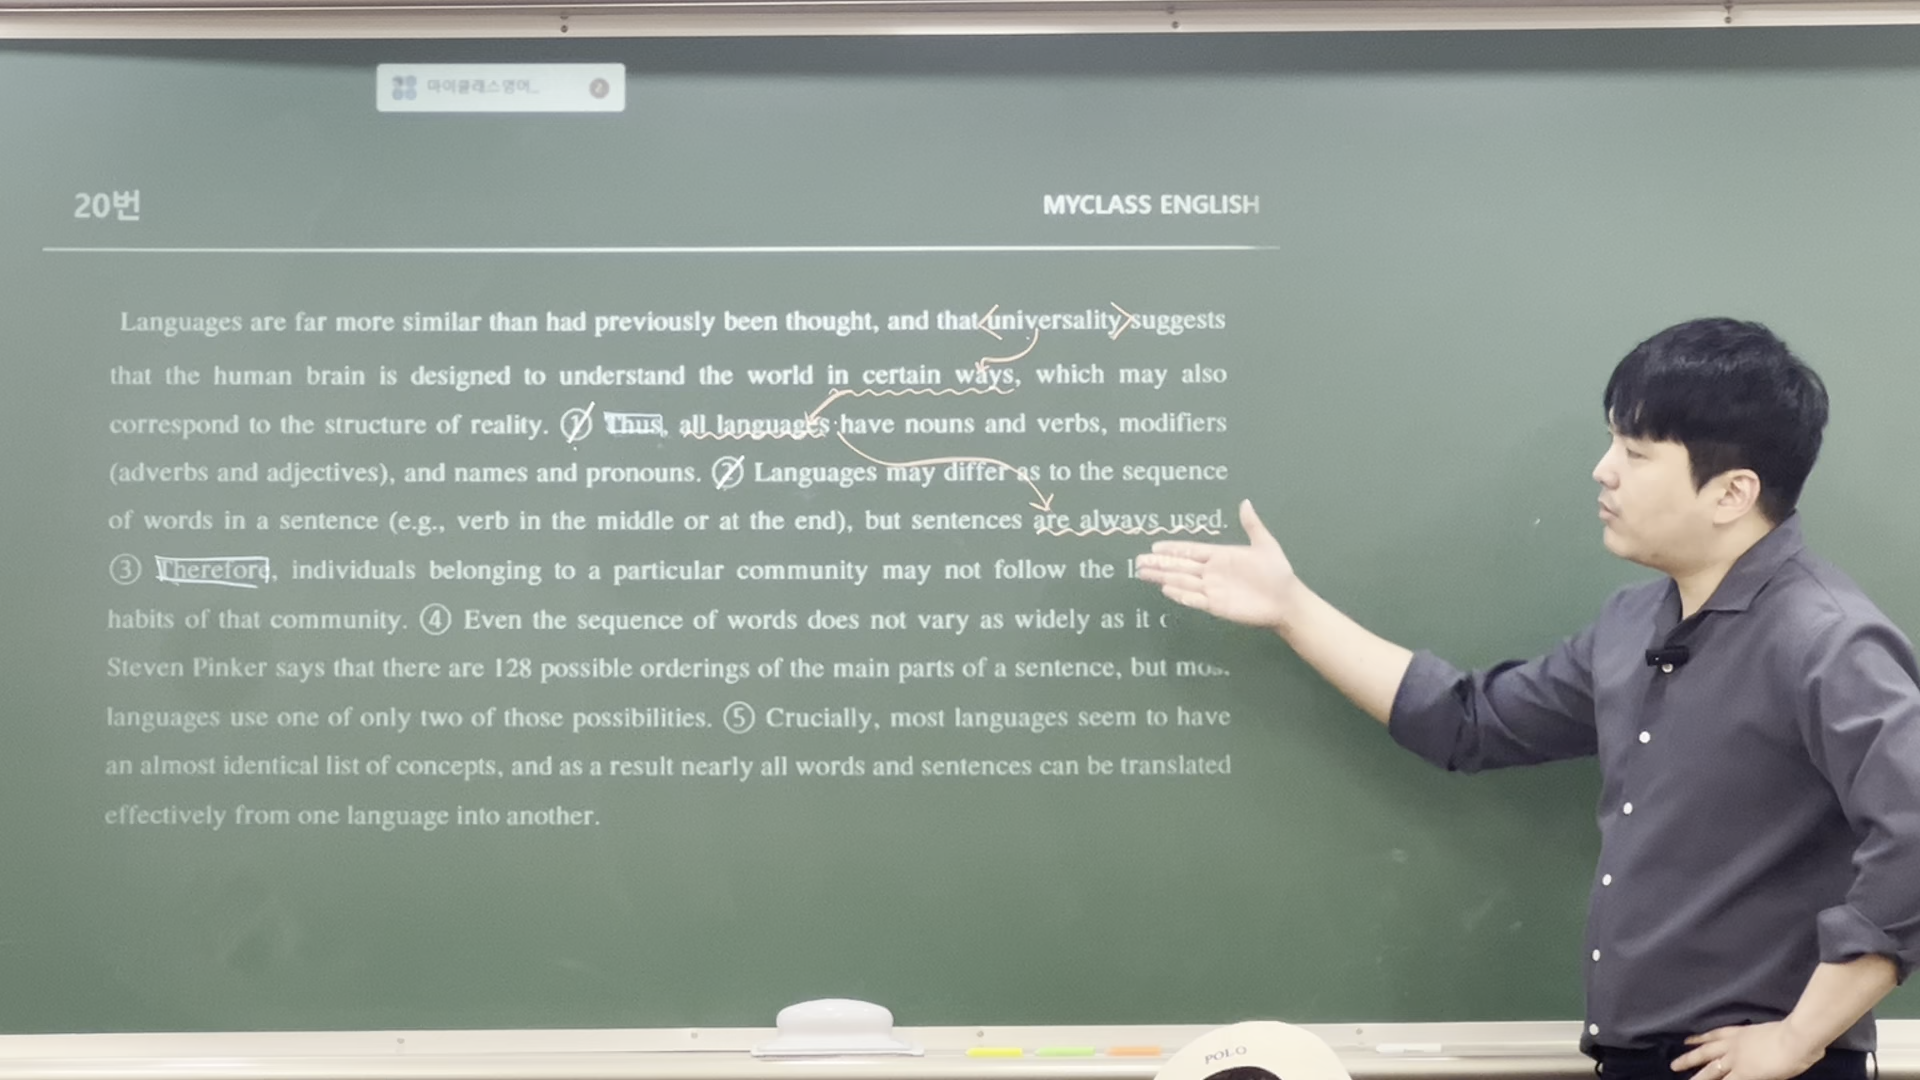 마이클래스영어...
20번
MYCLASS ENGLISH
Languages are far more similar than had previously been thought, and that universality suggests
that the human brain is designed to understand the world in certain ways, which may also
correspond to the structure of reality. ① Thus, all languages have nouns and verbs, modifiers
(adverbs and adjectives), and names and pronouns. ② Languages may differ as to the sequence
of words in a sentence (e.g., verb in the middle or at the end), but sentences are always used.
③ Therefore, individuals belonging to a particular community may not follow the
habits of that community. ④ Even the sequence of words does not vary as widely as it
Steven Pinker says that there are 128 possible orderings of the main parts of a sentence, but most
languages use one of only two of those possibilities. ⑤ Crucially, most languages seem to have
an almost identical list of concepts, and as a result nearly all words and sentences can be translated
effectively from one language into another.
POLO